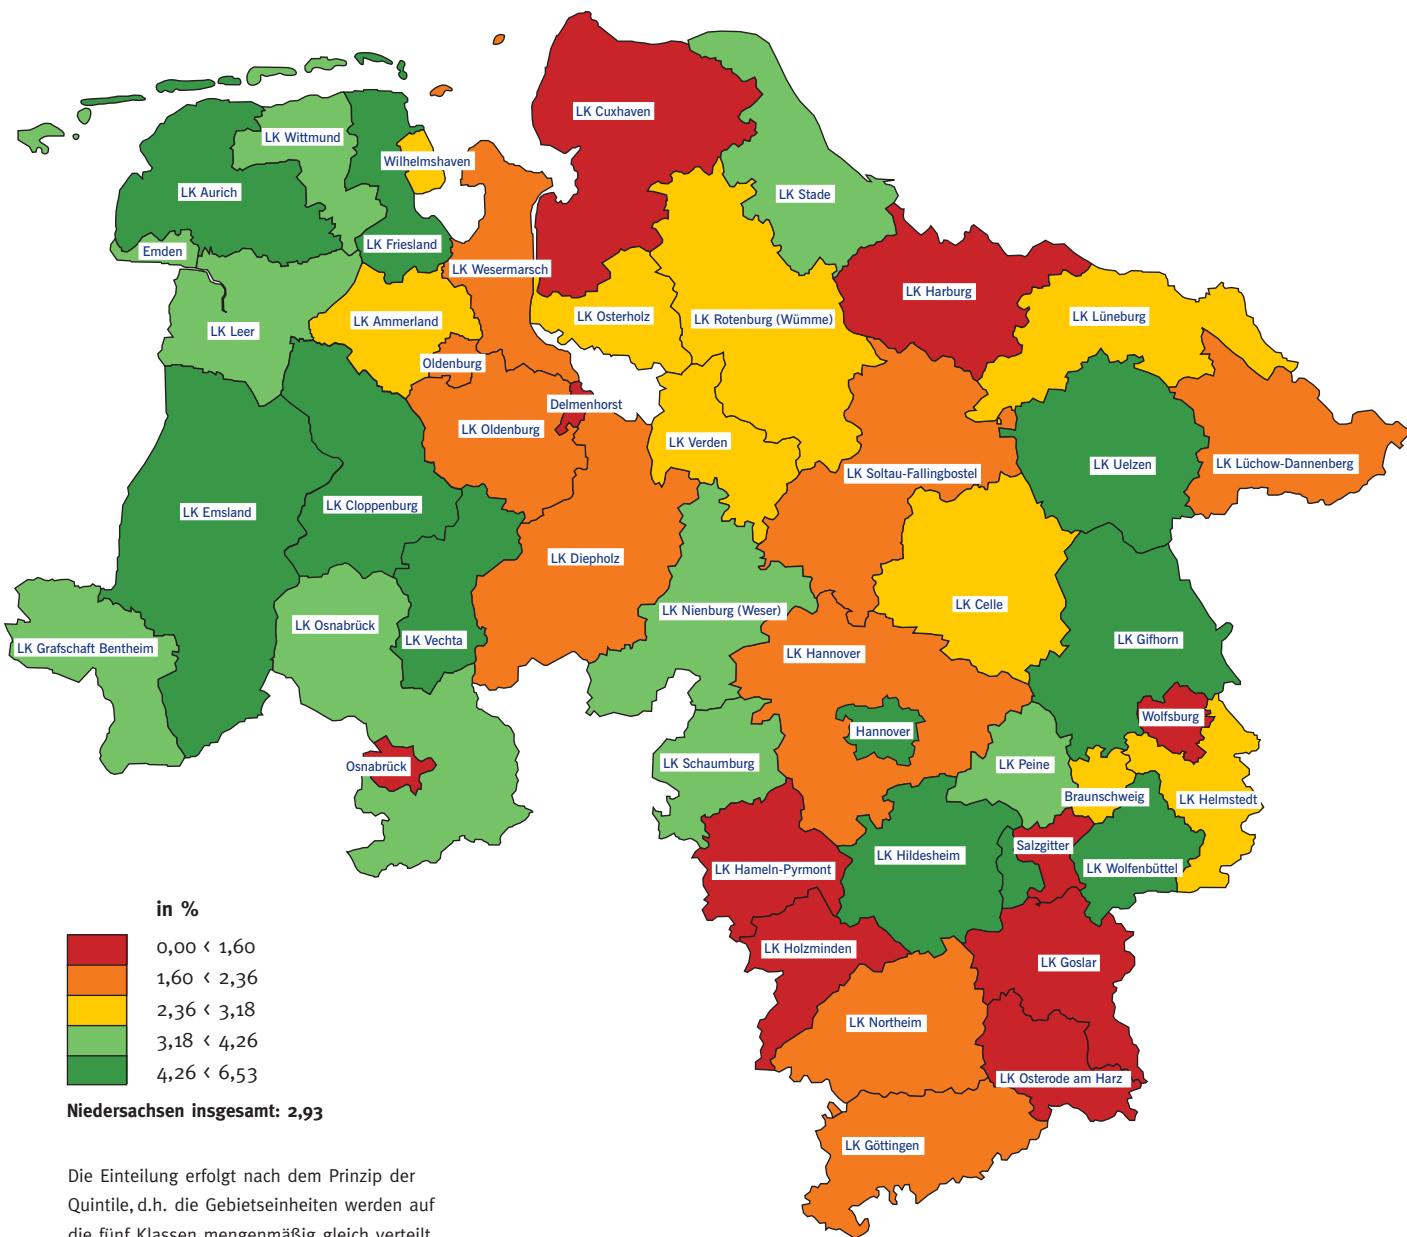 LK Cuxhaven
LK Wittmund
Wilhelmshaven
LK Aurich
LK Stade
Emden
LK Friesland
LK Wesermarsch
LK Harburg
LK Leer
LK Ammerland
LK Osterholz
LK Rotenburg (Wümme)
LK Lüneburg
Oldenburg
Delmenhorst
LK Oldenburg
LK Verden
LK Soltau-Fallingbostel
LK Uelzen
LK Lüchow-Dannenberg
LK Emsland
LK Cloppenburg
LK Diepholz
LK Celle
LK Nienburg (Weser)
LK Osnabrück
LK Vechta
LK Grafschaft Bentheim
LK Hannover
LK Gifhorn
Wolfsburg
Hannover
Osnabrück
LK Schaumburg
LK Peine
Braunschweig
LK Helmstedt
Salzgitter
LK Hildesheim
LK Hameln-Pyrmont
LK Wolfenbüttel
LK Holzminden
LK Goslar
LK Northeim
LK Osterode am Harz
LK Göttingen
in %
0,00 < 1,60
1,60 < 2,36
2,36 < 3,18
3,18 < 4,26
4,26 < 6,53
Niedersachsen insgesamt: 2,93
Die Einteilung erfolgt nach dem Prinzip der
Quintile, d.h. die Gebietseinheiten werden auf
die fünf Klassen mengenmäßig gleich verteilt